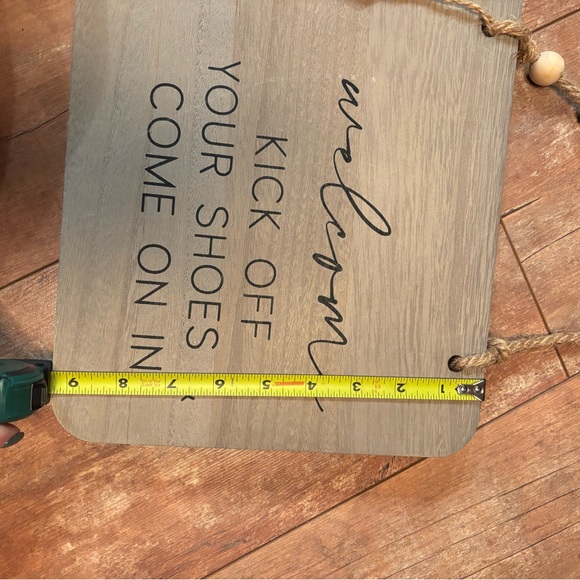 welcome
KICK OFF
YOUR SHOES
COME ON IN
1 2 3 4 5 6 7 8 9